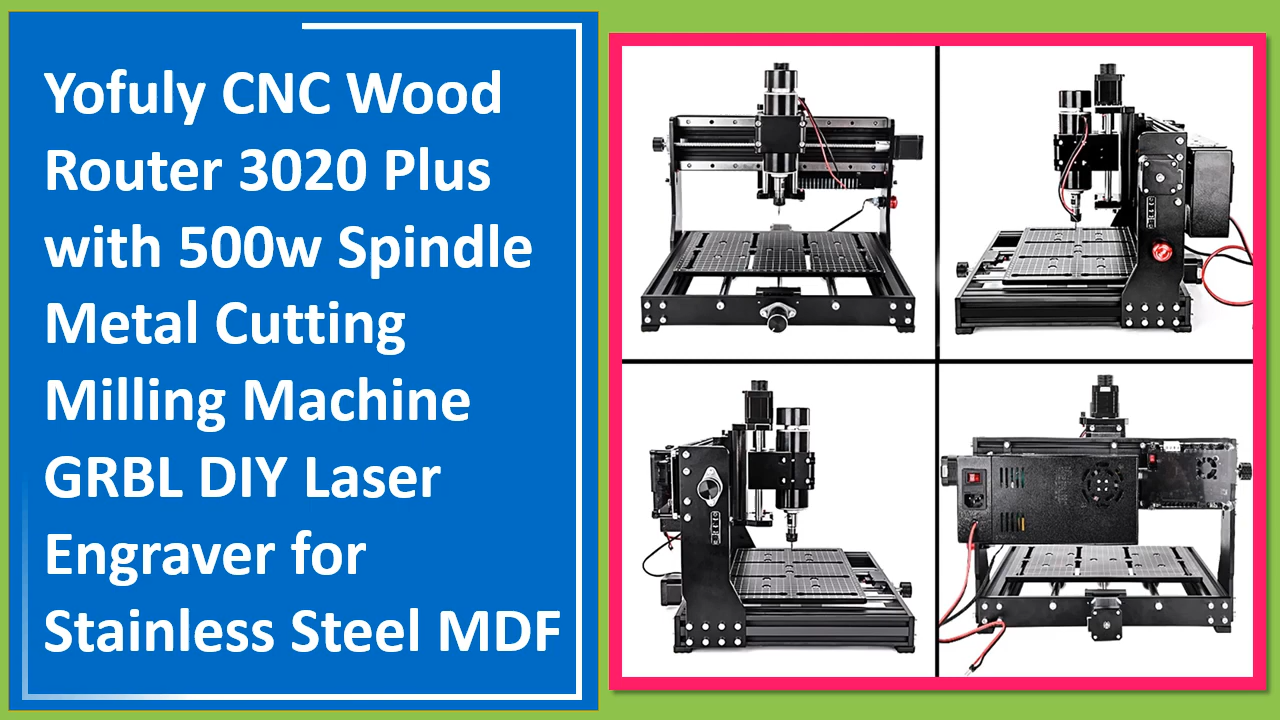 Yofuly CNC Wood
Router 3020 Plus
with 500w Spindle
Metal Cutting
Milling Machine
GRBL DIY Laser
Engraver for
Stainless Steel MDF